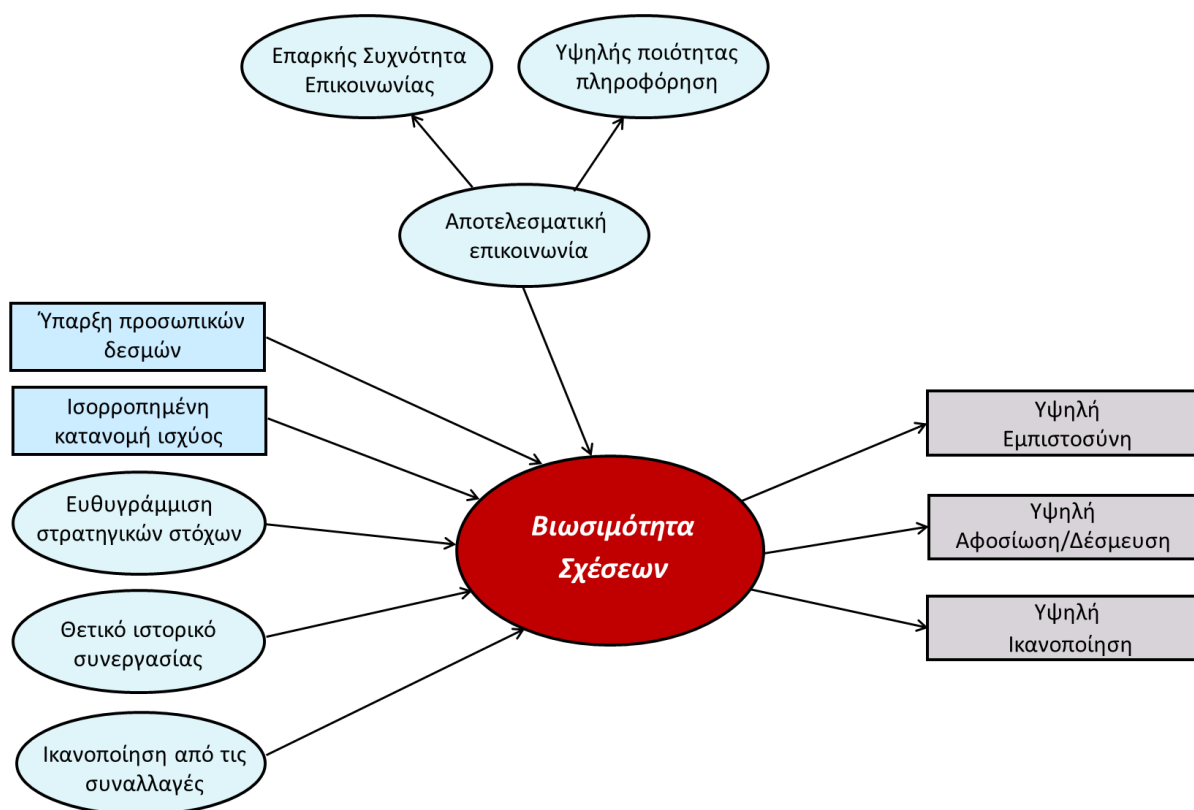 Επαρκής Συχνότητα
Επικοινωνίας
Υψηλής ποιότητας
πληροφόρηση
Αποτελεσματική
επικοινωνία
Ύπαρξη προσωπικών
δεσμών
Ισορροπημένη
κατανομή ισχύος
Ευθυγράμμιση
στρατηγικών στόχων
Θετικό ιστορικό
συνεργασίας
Ικανοποίηση από τις
συναλλαγές
Βιωσιμότητα
Σχέσεων
Υψηλή
Εμπιστοσύνη
Υψηλή
Αφοσίωση/Δέσμευση
Υψηλή
Ικανοποίηση